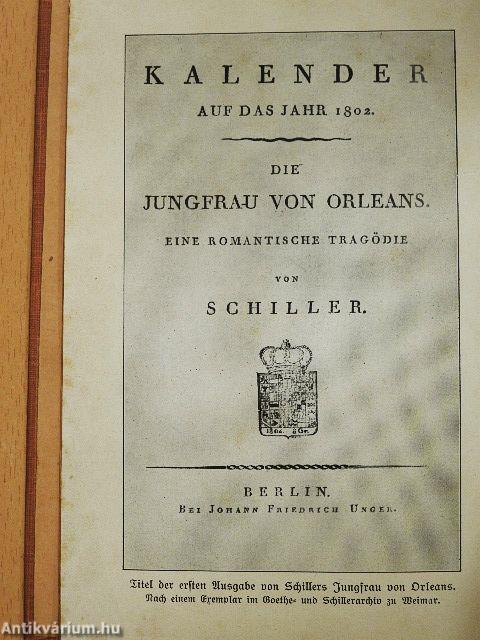 KALENDER
AUF DAS JAHR 1802.
DIE
JUNGFRAU VON ORLEANS.
EINE ROMANTISCHE TRAGÖDIE
VON
SCHILLER.
BERLIN.
BEI JOHANN FRIEDRICH UNGER.
Titel der ersten Ausgabe von Schillers Jungfrau von Orleans.
Nach einem Exemplar im Goethe- und Schillerarchiv zu Weimar.
Antikvárium.hu